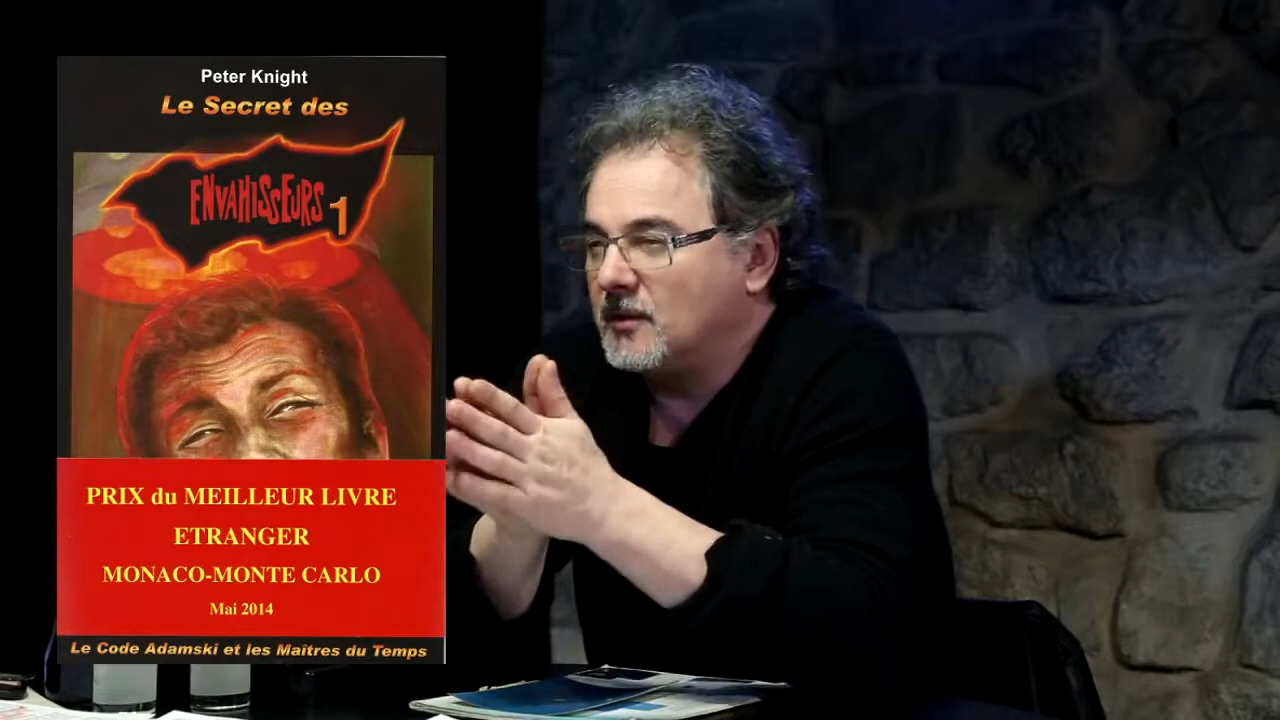 Peter Knight
Le Secret des
ENVAHISSEURS 1
PRIX du MEILLEUR LIVRE
ETRANGER
MONACO-MONTE CARLO
Mai 2014
Le Code Adamski et les Maîtres du Temps